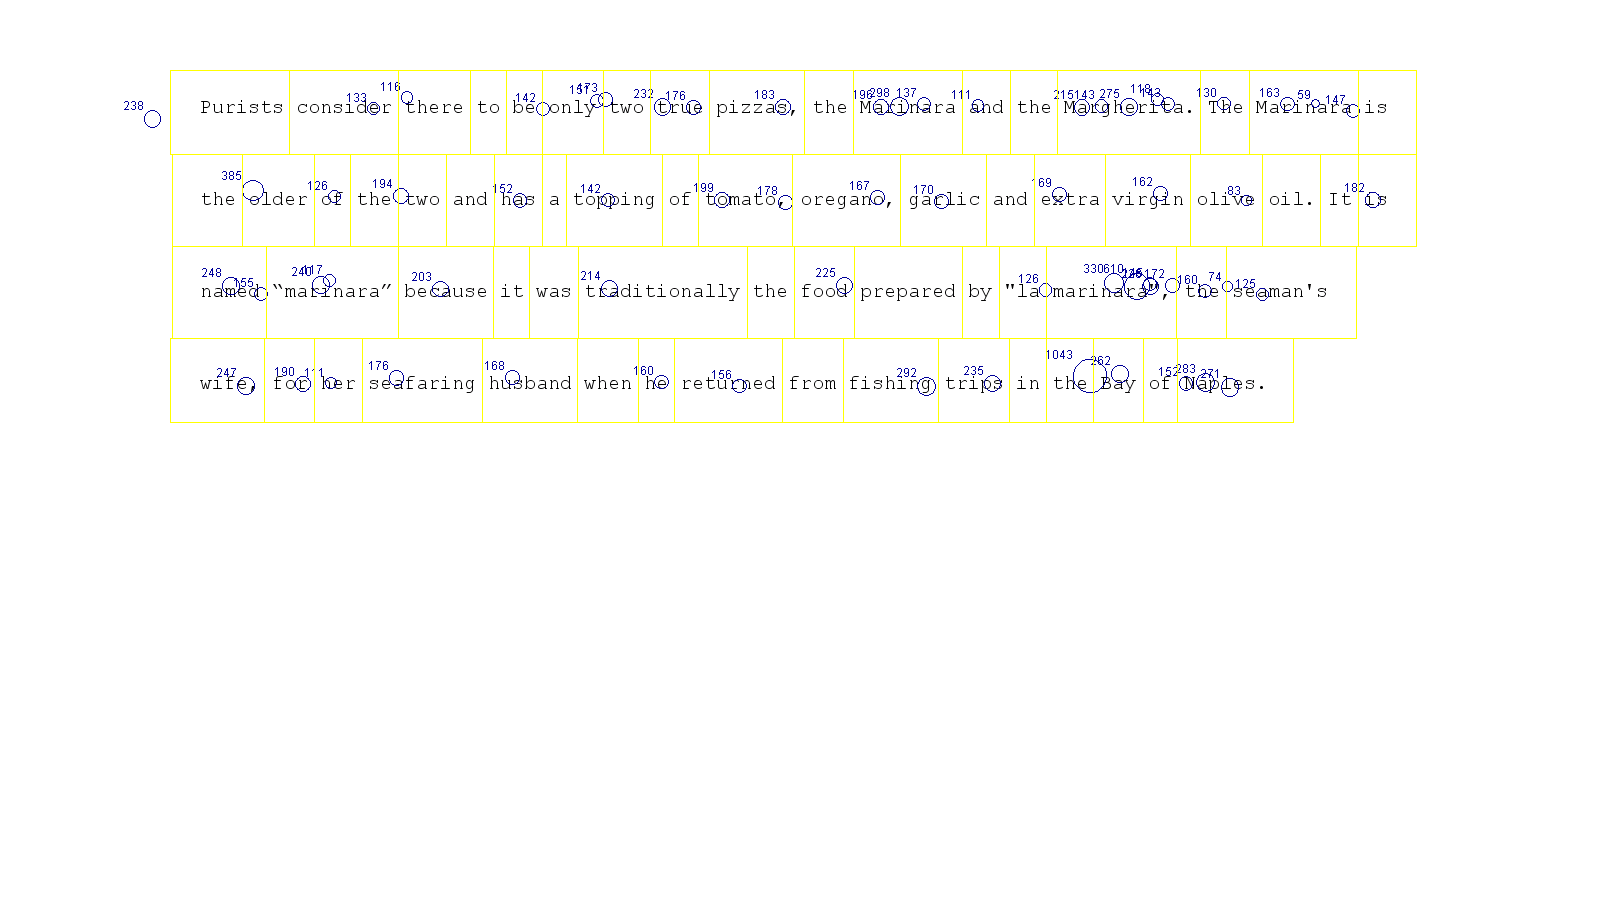 Purists consider there to be only two true pizzas, the Marinara and the Margherita. The Marinara is
the older of the two and has a topping of tomato, oregano, garlic and extra virgin olive oil. It is
named “marinara” because it was traditionally the food prepared by "la marinara", the seaman's
wife, for her seafaring husband when he returned from fishing trips in the Bay of Naples.